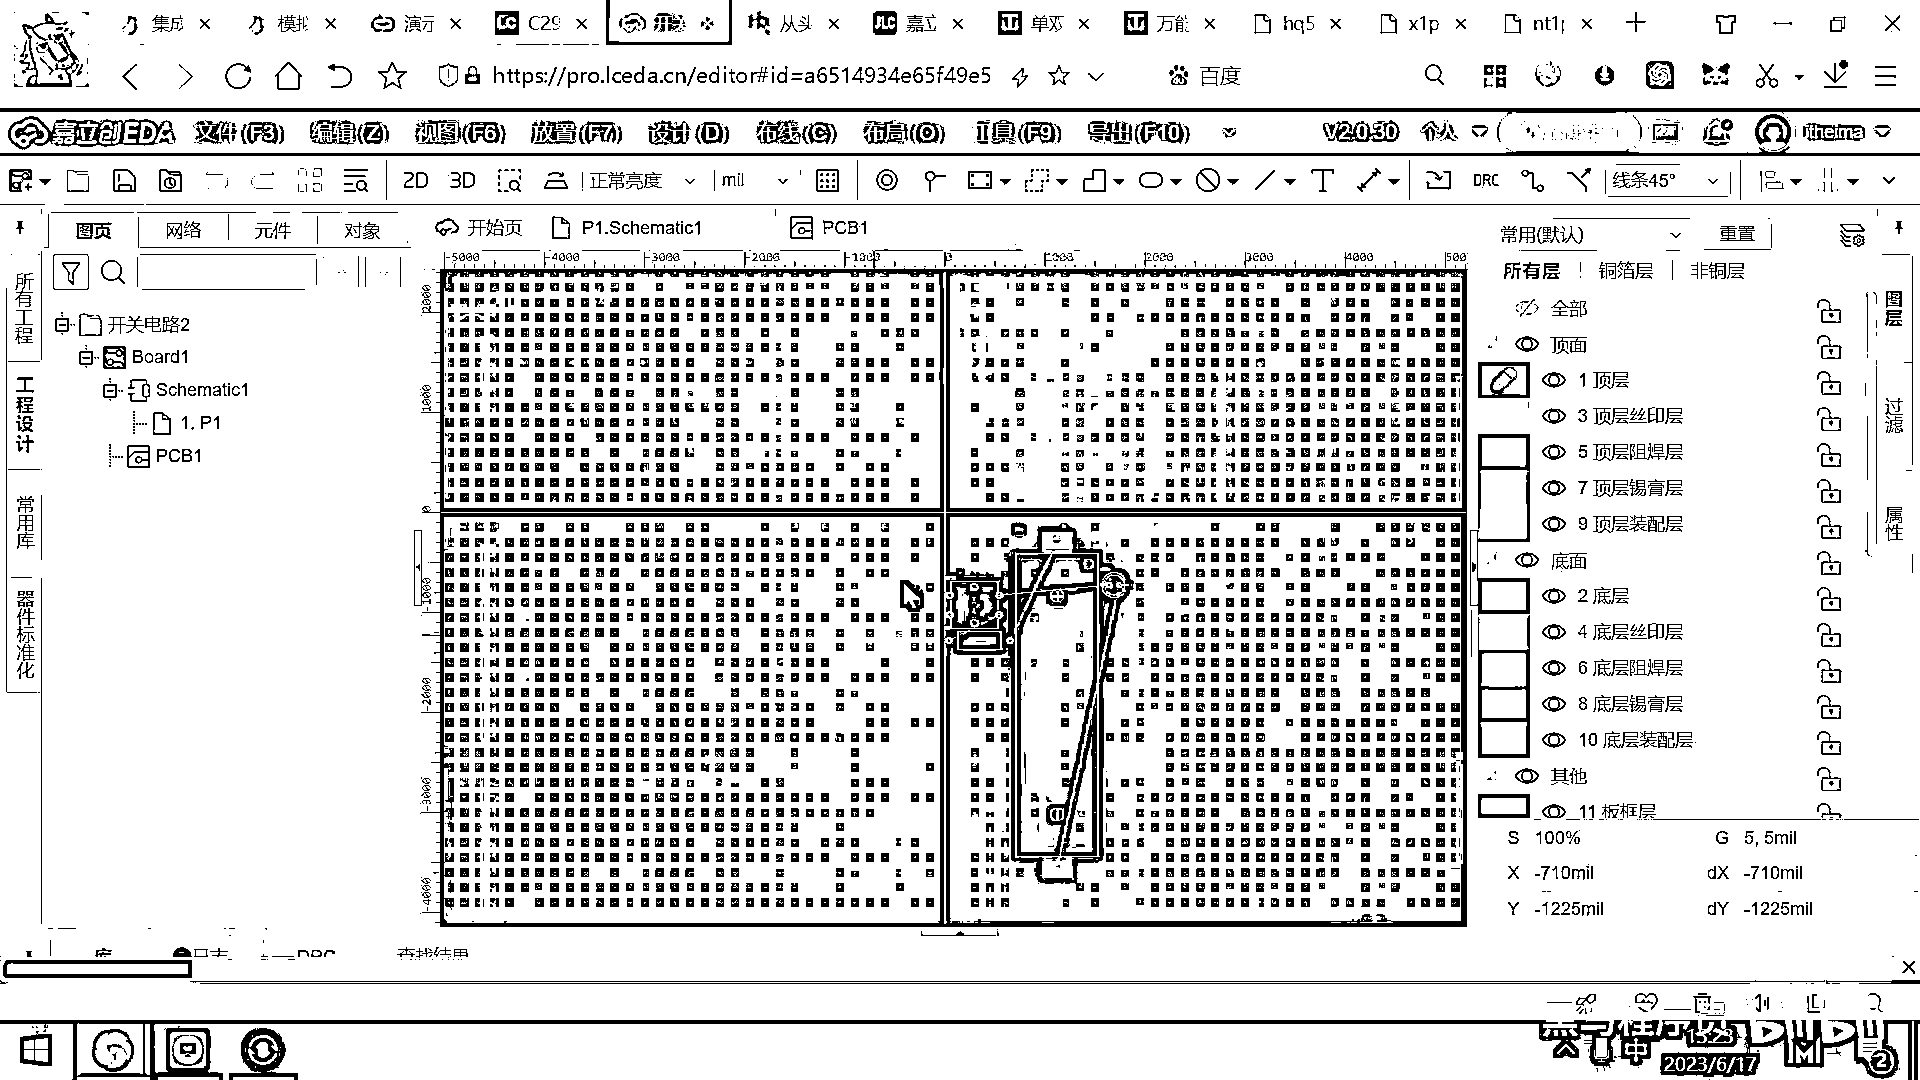 集成 模拟 演示 C29 开关 从头 嘉立 单双 万能 hq5 x1p nt1p
https://pro.lceda.cn/editor#id=a6514934e65f49e5 百度
嘉立创EDA 文件(F3) 编辑(Z) 视图(F6) 放置(F7) 设计(D) 布线(C) 布局(O) 工具(F9) 导出(F10) V2.0.30 个人 itheima
2D 3D 正常亮度 mil DRC 线条45°
图页 网络 元件 对象
开始页 P1.Schematic1 PCB1
常用(默认) 重置
所有层 铜箔层 非铜层
所有工程
工程设计
常用库
器件标准化
开关电路2
Board1
Schematic1
1. P1
PCB1
-5000 -4000 -3000 -2000 -1000 0 1000 2000 3000 4000 500
2000
1000
0
-1000
-2000
-3000
-4000
全部
顶面
1 顶层
3 顶层丝印层
5 顶层阻焊层
7 顶层锡膏层
9 顶层装配层
底面
2 底层
4 底层丝印层
6 底层阻焊层
8 底层锡膏层
10 底层装配层
其他
11 板框层
图层
过滤
属性
S 100% G 5, 5mil
X -710mil dX -710mil
Y -1225mil dY -1225mil
库 日志 DRC 查找结果
黑马程序员
中 15:23
2023/6/17 2